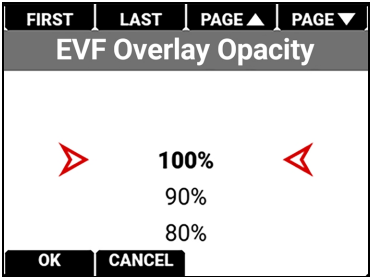 FIRST LAST PAGE▲ PAGE▼
EVF Overlay Opacity
100%
90%
80%
OK CANCEL